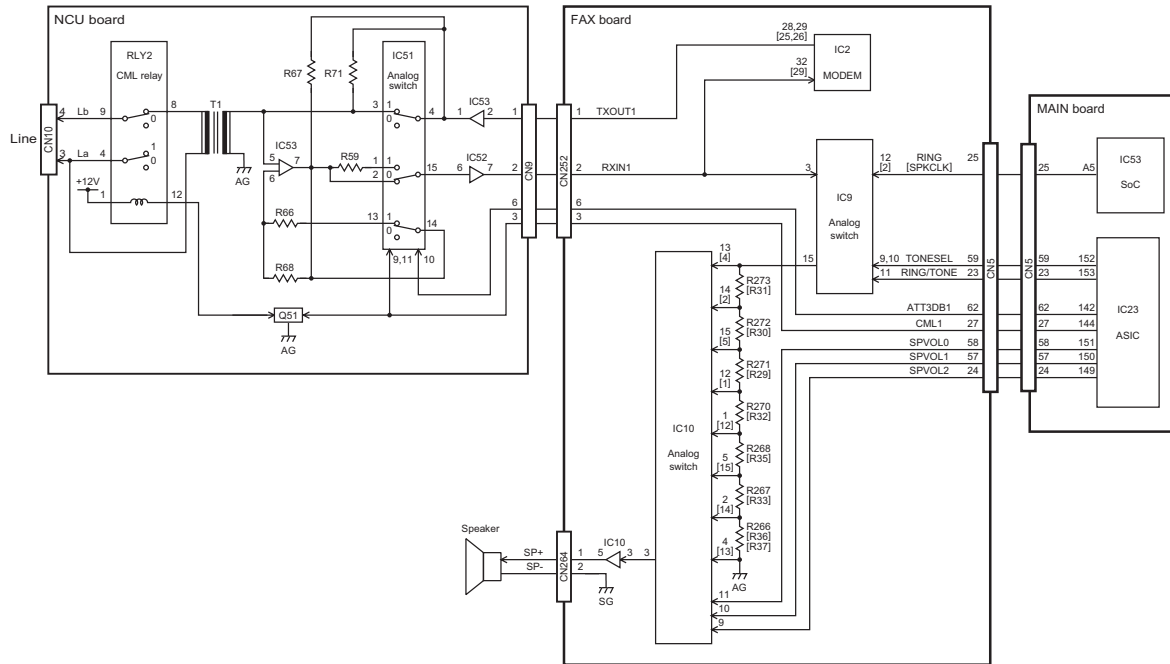 NCU board
RLY2
CML relay
CN10
Line
4
Lb
9
8
0
3
La
4
1
0
+12V
1
12
T1
AG
R67
R71
IC51
Analog
switch
3
1
0
4
1
IC53
2
1
IC53
5
6
7
R59
1
1
2
0
15
6
IC52
7
2
R66
13
1
0
14
R68
9,11
10
6
3
Q51
AG
CN9
CN252
FAX board
28,29
[25,26]
IC2
MODEM
32
[29]
1
TXOUT1
2
RXIN1
6
3
3
IC9
Analog
switch
12
[2]
RING
[SPKCLK]
25
15
9,10
TONESEL
59
11
RING/TONE
23
ATT3DB1
62
CML1
27
SPVOL0
58
SPVOL1
57
SPVOL2
24
CN5
13
[4]
R273
[R31]
14
[2]
R272
[R30]
15
[5]
R271
[R29]
12
[1]
R270
[R32]
1
[12]
R268
[R35]
5
[15]
R267
[R33]
2
[14]
R266
[R36]
[R37]
4
[13]
AG
IC10
Analog
switch
11
10
9
Speaker
SP+
SP-
CN264
1
2
5
IC10
3
3
SG
MAIN board
CN5
25
A5
IC53
SoC
59
152
23
153
62
142
27
144
58
151
57
150
24
149
IC23
ASIC